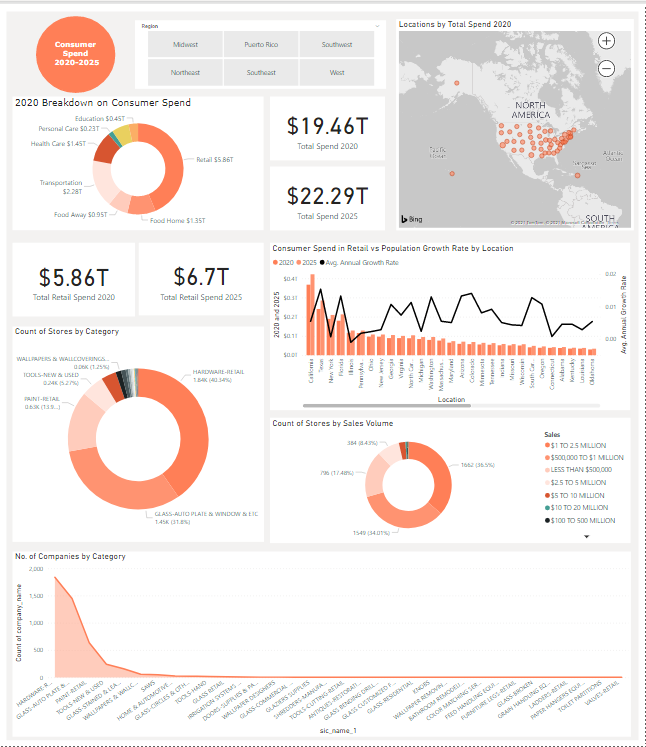 Consumer
Spend
2020-2025
Region
Midwest
Puerto Rico
Southwest
Northeast
Southeast
West
Locations by Total Spend 2020
NORTH
AMERICA
Pacific
Ocean
Atlantic
Ocean
Sargasso
Sea
SOUTH
AMERICA
Bing
2020 Breakdown on Consumer Spend
Education $0.45T
Personal Care $0.23T
Health Care $1.45T
Retail $5.86T
Transportation
$2.28T
Food Away $0.95T
Food Home $1.35T
$19.46T
Total Spend 2020
$22.29T
Total Spend 2025
$5.86T
Total Retail Spend 2020
$6.7T
Total Retail Spend 2025
Consumer Spend in Retail vs Population Growth Rate by Location
2020 2025 Avg. Annual Growth Rate
2020 and 2025
$0.4T
$0.2T
$0.1T
$0.0T
0.02
0.01
0.00
Avg. Annual Growth Rate
California
Texas
New York
Florida
Illinois
Pennsylva...
Ohio
New Jersey
Georgia
Virginia
North Car...
Michigan
Washington
Massachus...
Maryland
Arizona
Colorado
Minnesota
Tennessee
Indiana
Missouri
Wisconsin
South Car...
Oregon
Connecticut
Alabama
Kentucky
Louisiana
Oklahoma
Location
Count of Stores by Category
WALLPAPERS & WALLCOVERINGS...
0.06K (1.25%)
TOOLS-NEW & USED
0.24K (5.27%)
PAINT-RETAIL
0.63K (13.9...)
HARDWARE-RETAIL
1.84K (40.34%)
GLASS-AUTO PLATE & WINDOW & ETC
1.45K (31.8%)
Count of Stores by Sales Volume
384 (8.43%)
796 (17.48%)
1549 (34.01%)
1662 (36.5%)
Sales
$1 TO 2.5 MILLION
$500,000 TO $1 MILLION
LESS THAN $500,000
$2.5 TO 5 MILLION
$5 TO 10 MILLION
$10 TO 20 MILLION
$100 TO 500 MILLION
No. of Companies by Category
Count of company_name
2,000
1,500
1,000
500
0
HARDWARE-R...
GLASS-AUTO PLATE &...
PAINT-RETAIL
TOOLS-NEW & USED
GLASS-STAINED & LEA...
WALLPAPERS & WALLC...
SAWS
HOME & AUTOMOTIVE...
GLASS-CIRCLES & OTH...
TOOLS-HAND
GLASS-RETAIL
IRRIGATION SYSTEMS...
DOORS-SUPPLIES & PA...
WALLPAPER DESIGNERS
GLASS-COMMERCIAL
GLAZIERS SUPPLIES
SHREDDERS-MANUFA...
TOOLS-CUTTING-RETAIL
ANTIQUES-RESTORATI...
GLASS BENDING-DRILL...
GLASS CUSTOMIZED F...
GLASS-RESIDENTIAL
KNOBS
WALLPAPER REMOVIN...
BATHROOM REMODELI...
COLOR MATCHING SER...
FEED HANDLING EQUI...
FURNITURE LEGS-RETAIL
GLASS-BROKEN
GRAIN HANDLING EQ...
LADDERS-RETAIL
PAPER HANGERS EQUI...
TOILET PARTITIONS
VALVES-RETAIL
sic_name_1